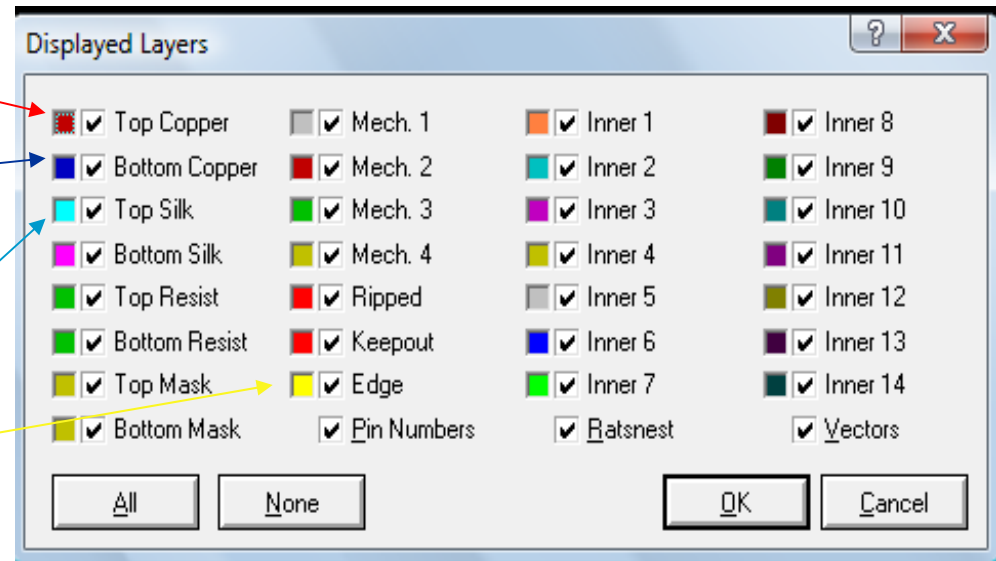 Displayed Layers
?
Top Copper Mech. 1 Inner 1 Inner 8
Bottom Copper Mech. 2 Inner 2 Inner 9
Top Silk Mech. 3 Inner 3 Inner 10
Bottom Silk Mech. 4 Inner 4 Inner 11
Top Resist Ripped Inner 5 Inner 12
Bottom Resist Keepout Inner 6 Inner 13
Top Mask Edge Inner 7 Inner 14
Bottom Mask Pin Numbers Ratsnest Vectors
All None OK Cancel